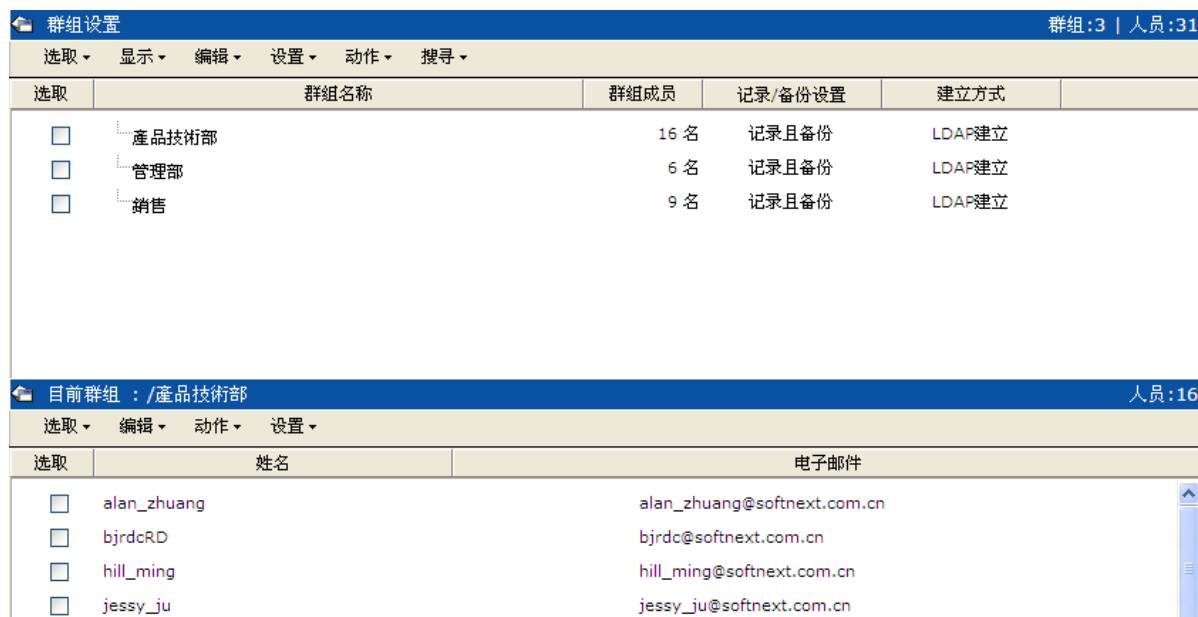 群组设置 群组:3 | 人员:31
选取 显示 编辑 设置 动作 搜寻
选取 群组名称 群组成员 记录/备份设置 建立方式
產品技術部 16 名 记录且备份 LDAP建立
管理部 6 名 记录且备份 LDAP建立
銷售 9 名 记录且备份 LDAP建立
目前群组 : /產品技術部 人员:16
选取 编辑 动作 设置
选取 姓名 电子邮件
alan_zhuang alan_zhuang@softnext.com.cn
bjrdcRD bjrdc@softnext.com.cn
hill_ming hill_ming@softnext.com.cn
jessy_ju jessy_ju@softnext.com.cn